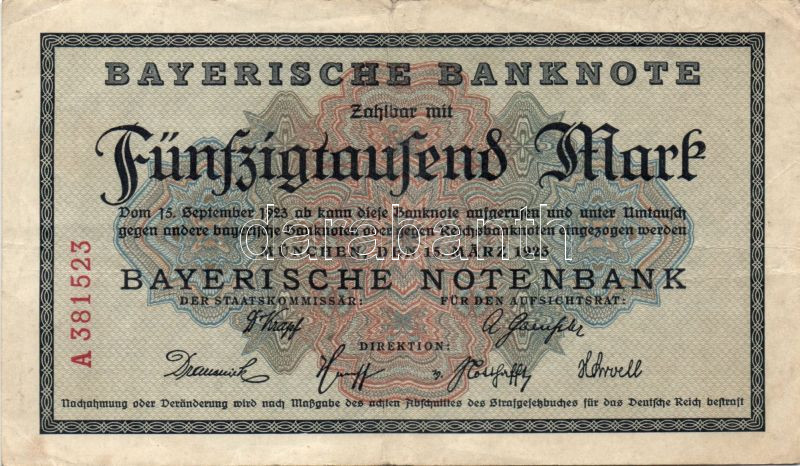 BAYERISCHE BANKNOTE
Zahlbar mit
Fünfzigtausend Mark
Vom 15. September 1923 ab kann diese Banknote aufgerufen und unter Umtausch
gegen andere bayerische Banknoten oder gegen Reichsbanknoten eingezogen werden
MÜNCHEN, DEN 15. MÄRZ 1923
BAYERISCHE NOTENBANK
DER STAATSKOMMISSÄR: FÜR DEN AUFSICHTSRAT:
DIREKTION:
A 381523
Nachahmung oder Veränderung wird nach Maßgabe des achten Abschnittes des Strafgesetzbuches für das Deutsche Reich bestraft